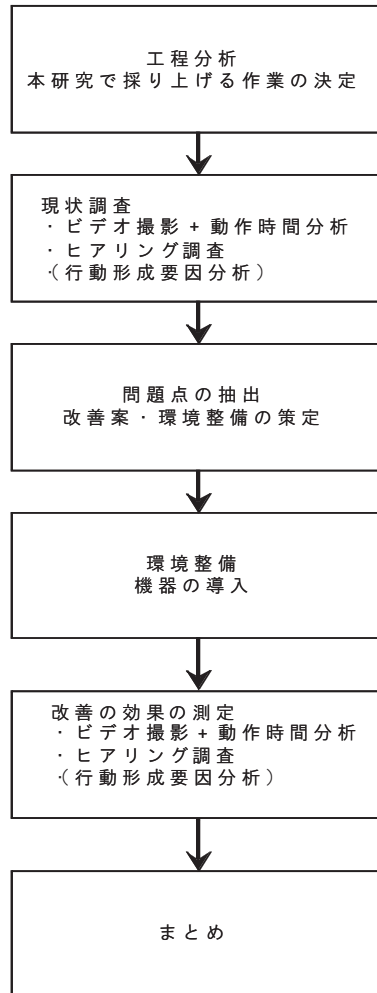 工程分析
本研究で採り上げる作業の決定
現状調査
・ビデオ撮影+動作時間分析
・ヒアリング調査
・(行動形成要因分析)
問題点の抽出
改善案・環境整備の策定
環境整備
機器の導入
改善の効果の測定
・ビデオ撮影+動作時間分析
・ヒアリング調査
・(行動形成要因分析)
まとめ